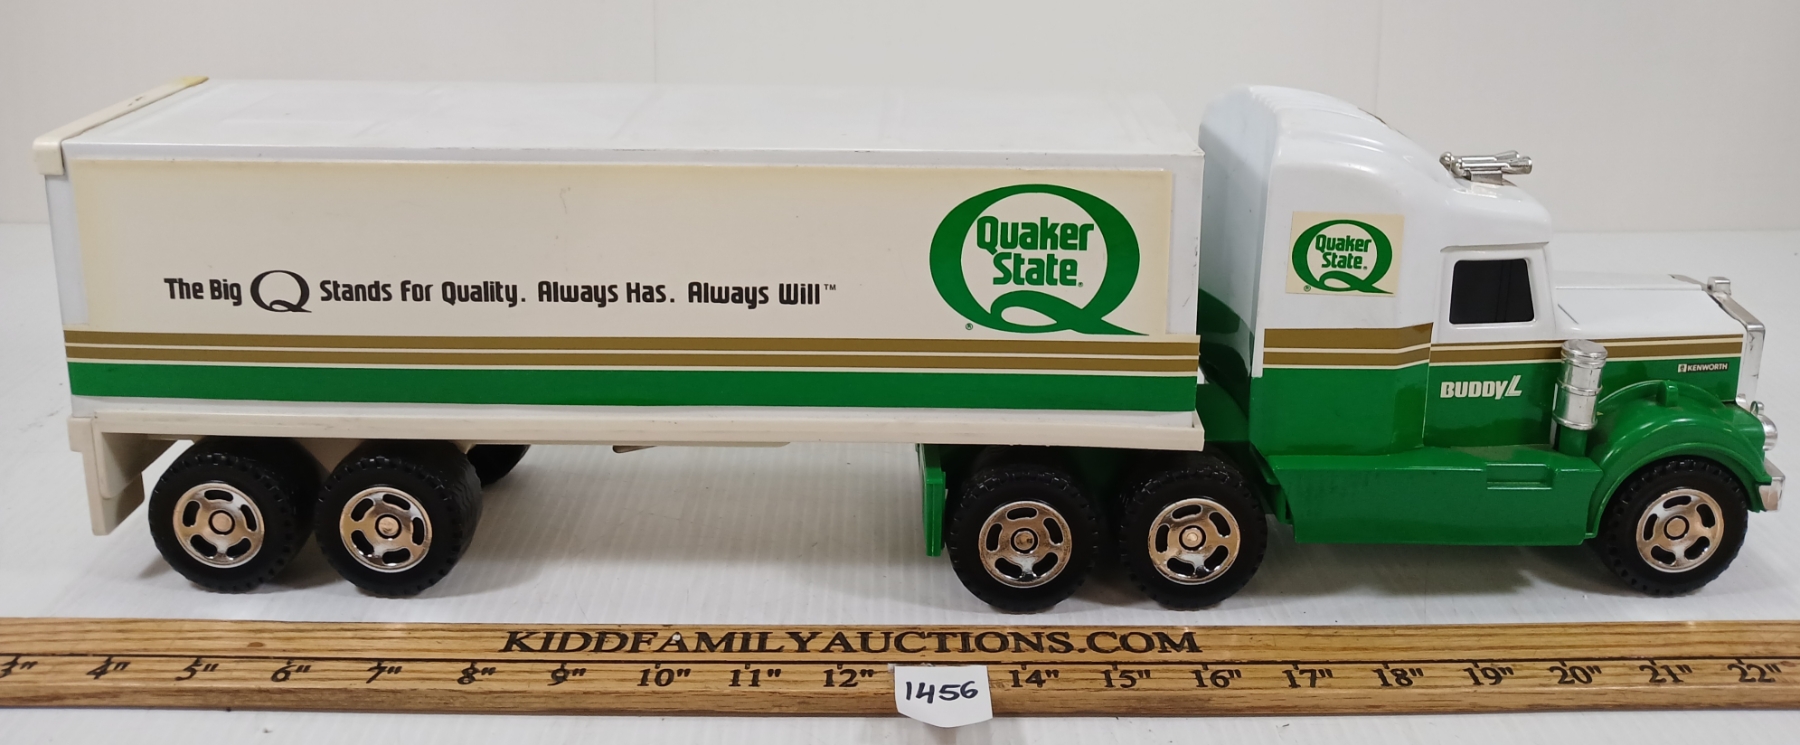 The Big Q Stands For Quality. Always Has. Always Will™
Quaker
State®
®
Quaker
State®
®
BUDDY L
KENWORTH
KIDDFAMILYAUCTIONS.COM
3" 4" 5" 6" 7" 8" 9" 10" 11" 12" 14" 15" 16" 17" 18" 19" 20" 21" 22"
1456